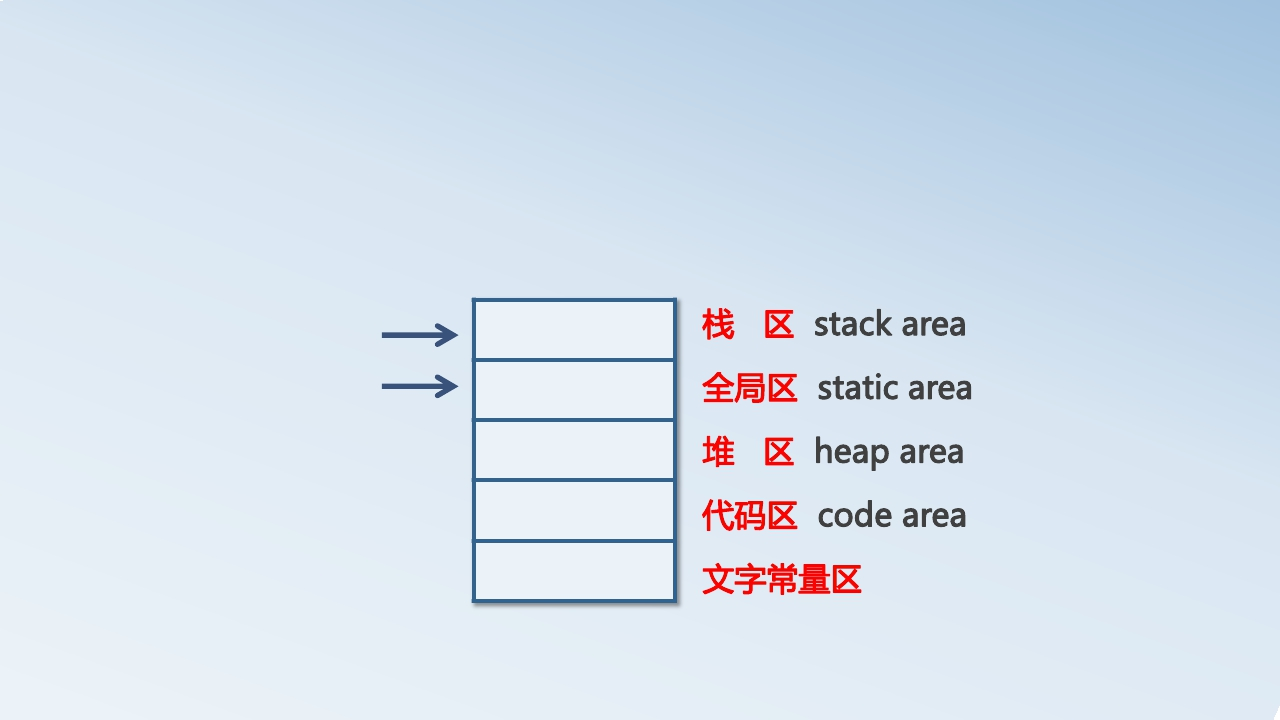 栈 区 stack area
全局区 static area
堆 区 heap area
代码区 code area
文字常量区